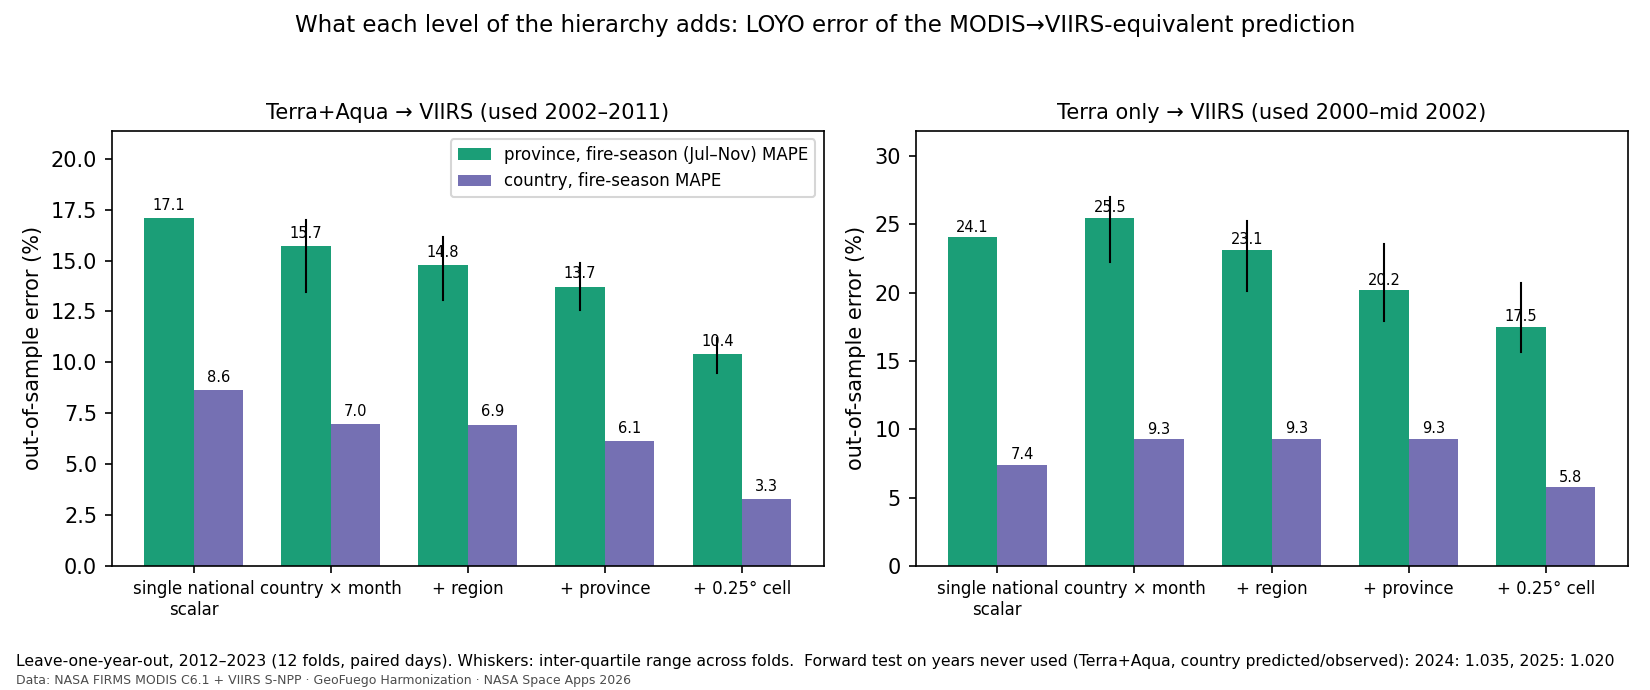 What each level of the hierarchy adds: LOYO error of the MODIS→VIIRS-equivalent prediction
Terra+Aqua → VIIRS (used 2002–2011)
out-of-sample error (%)
20.0
17.5
15.0
12.5
10.0
7.5
5.0
2.5
0.0
province, fire-season (Jul–Nov) MAPE
country, fire-season MAPE
17.1
8.6
15.7
7.0
14.8
6.9
13.7
6.1
10.4
3.3
single national
scalar
country × month
+ region
+ province
+ 0.25° cell
Terra only → VIIRS (used 2000–mid 2002)
out-of-sample error (%)
30
25
20
15
10
5
0
24.1
7.4
25.5
9.3
23.1
9.3
20.2
9.3
17.5
5.8
single national
scalar
country × month
+ region
+ province
+ 0.25° cell
Leave-one-year-out, 2012–2023 (12 folds, paired days). Whiskers: inter-quartile range across folds.  Forward test on years never used (Terra+Aqua, country predicted/observed): 2024: 1.035, 2025: 1.020
Data: NASA FIRMS MODIS C6.1 + VIIRS S-NPP · GeoFuego Harmonization · NASA Space Apps 2026